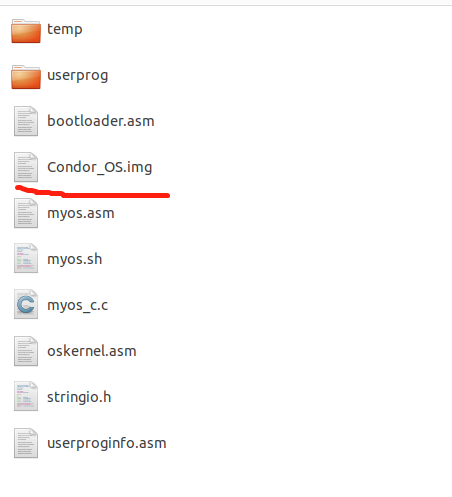 temp
userprog
bootloader.asm
Condor_OS.img
myos.asm
myos.sh
myos_c.c
oskernel.asm
stringio.h
userproginfo.asm